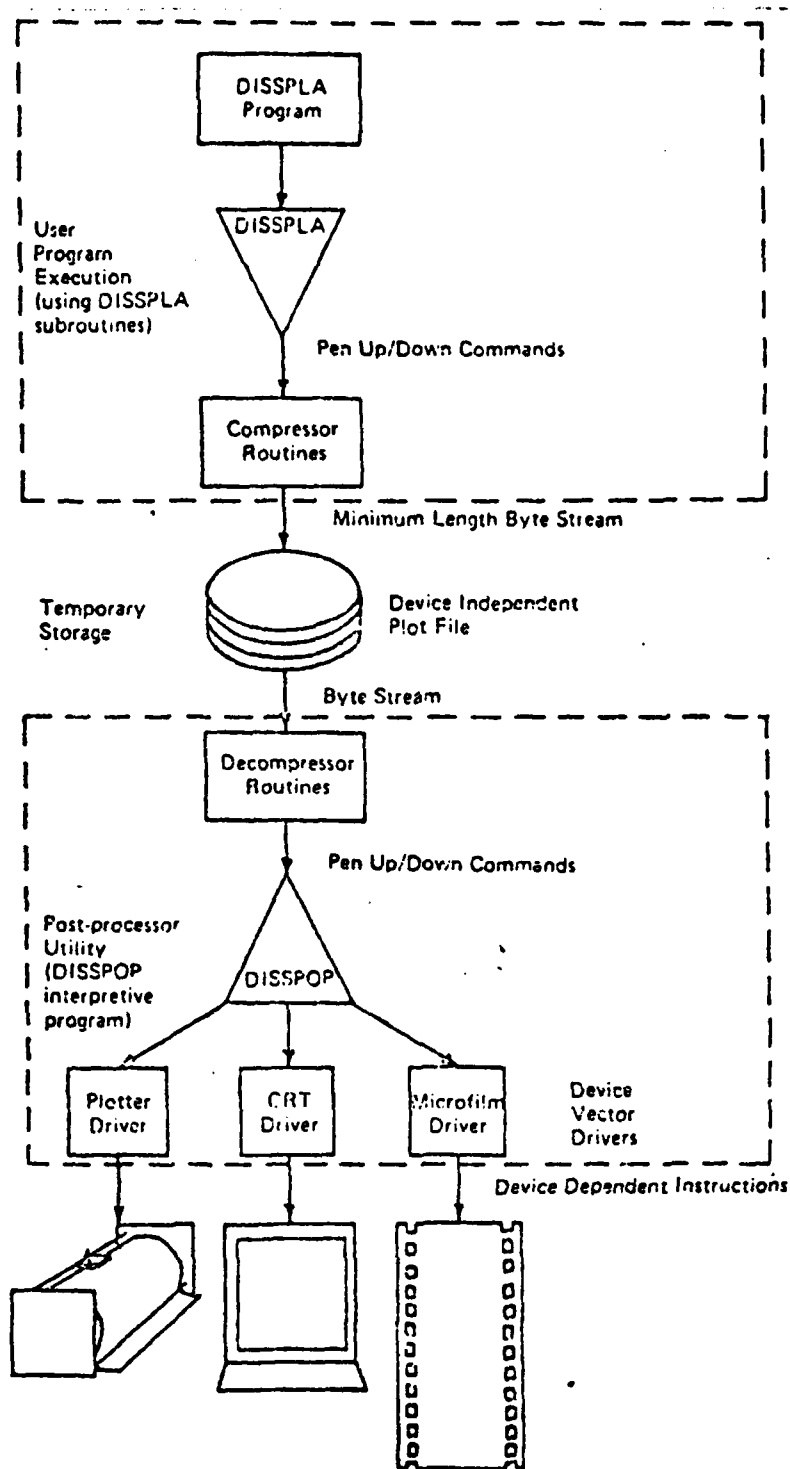 DISSPLA
Program
DISSPLA
User
Program
Execution
(using DISSPLA
subroutines)
Pen Up/Down Commands
Compressor
Routines
Minimum Length Byte Stream
Temporary
Storage
Device Independent
Plot File
Byte Stream
Decompressor
Routines
Pen Up/Down Commands
Post-processor
Utility
(DISSPOP
interpretive
program)
DISSPOP
Plotter
Driver
CRT
Driver
Microfilm
Driver
Device
Vector
Drivers
Device Dependent Instructions